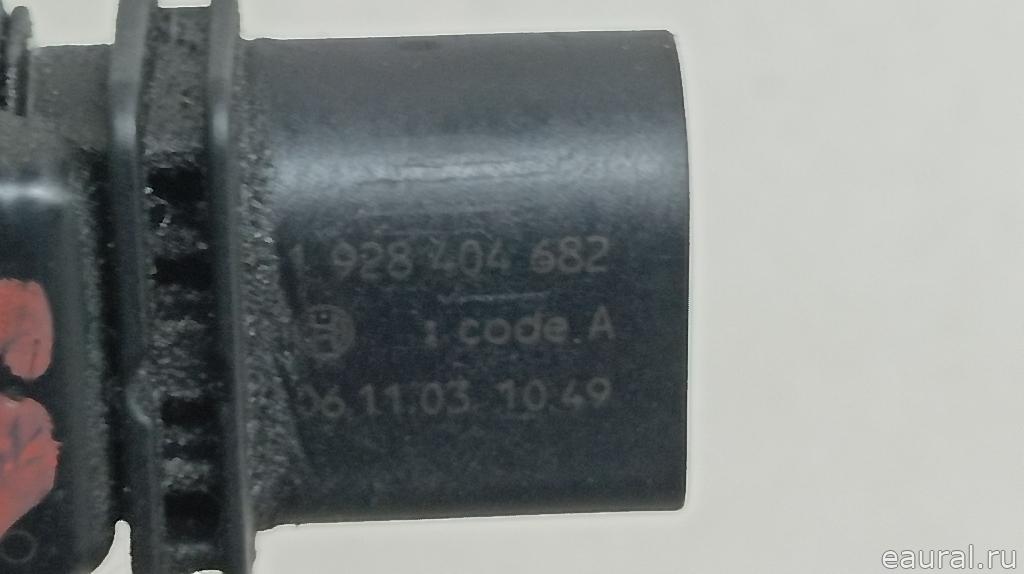 1 928 404 682
: code A
06.11.03 10.49
eaural.ru